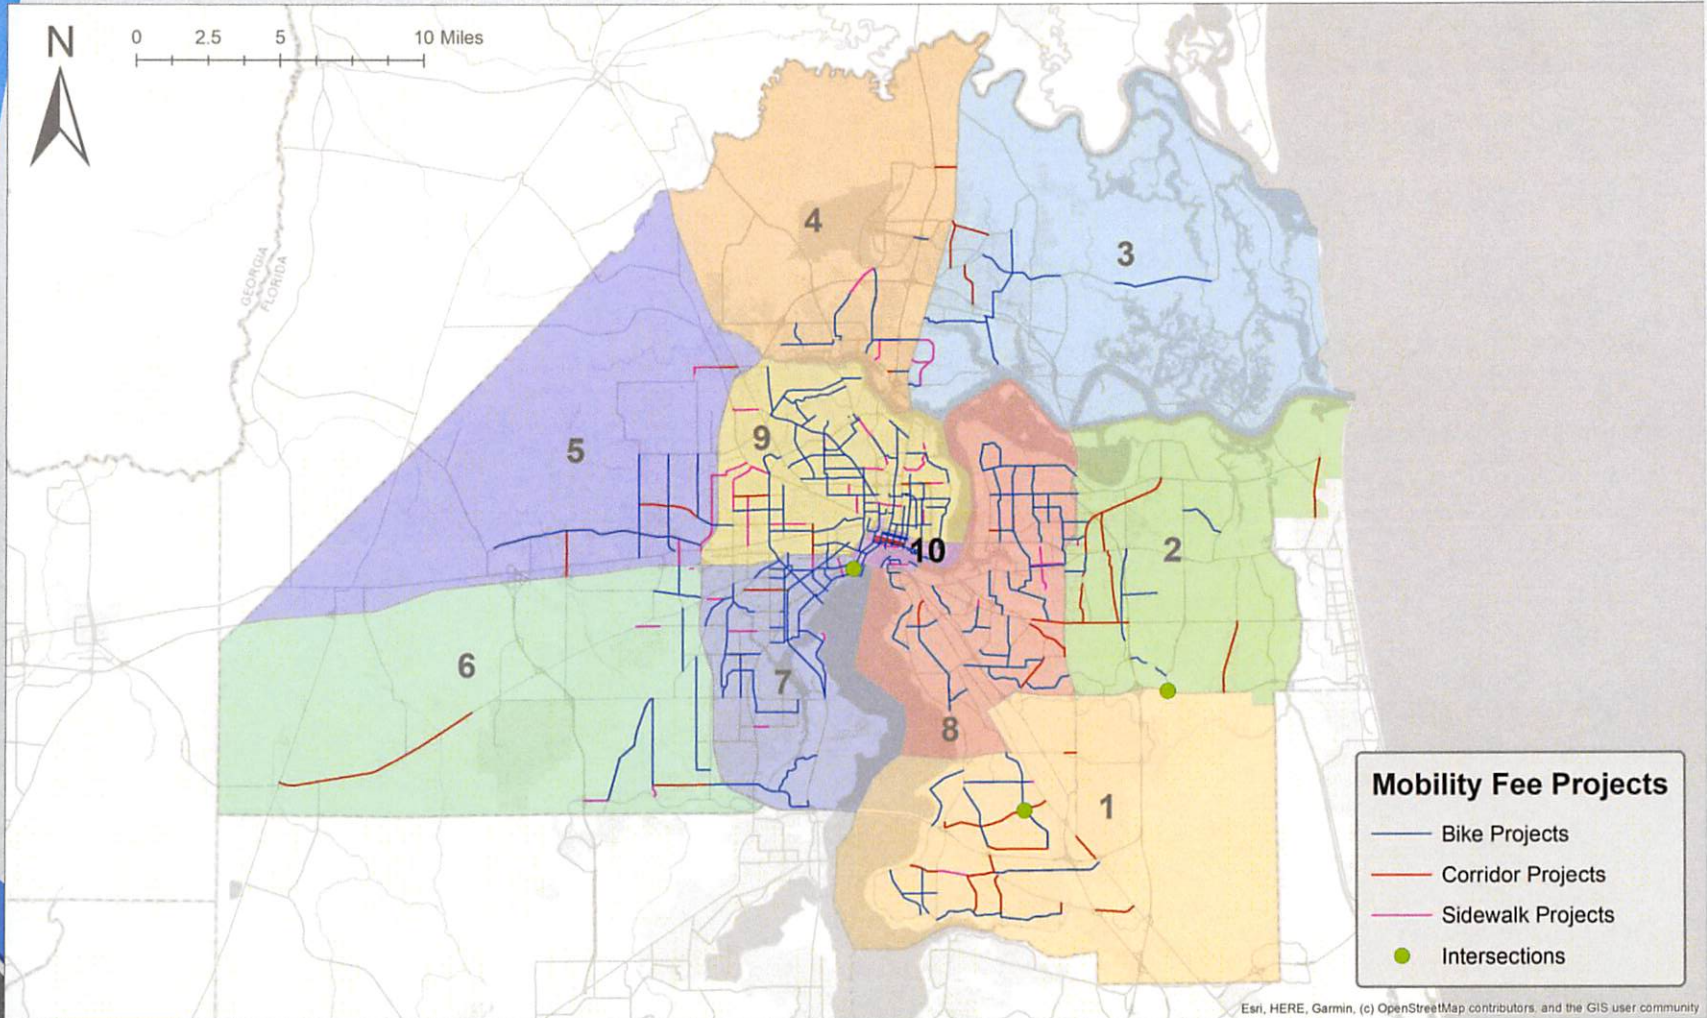 N
0 2.5 5 10 Miles
GEORGIA
FLORIDA
4
3
5
9
10
2
6
7
8
1
Mobility Fee Projects
Bike Projects
Corridor Projects
Sidewalk Projects
Intersections
Esri, HERE, Garmin, (c) OpenStreetMap contributors, and the GIS user community